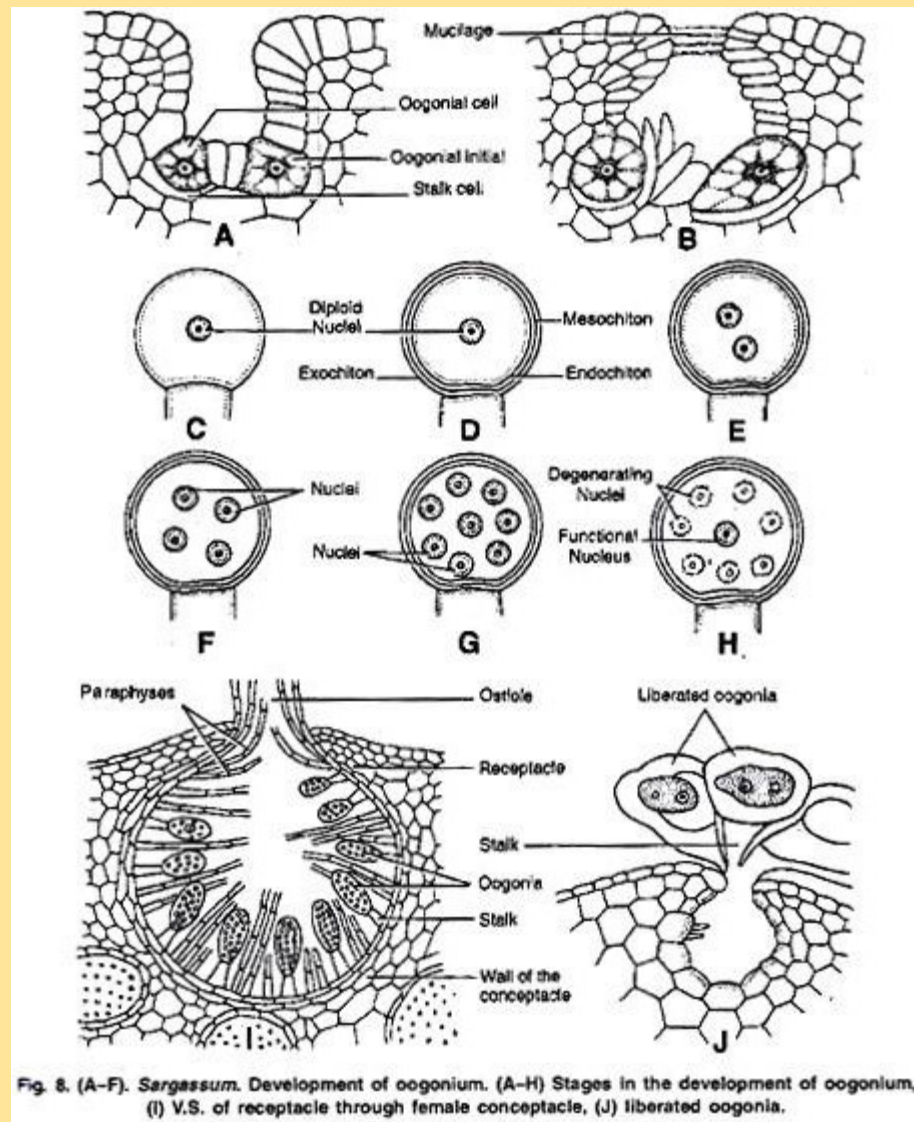 Mucilage
Oogonial cell
Oogonial Initial
Stalk cell
A
B
Diploid
Nuclei
Mesochiton
Exochiton
Endochiton
C
D
E
Nuclei
Nuclei
Degenerating
Nuclei
Functional
Nucleus
F
G
H
Paraphyses
Ostiole
Liberated oogonia
Receptacle
Stalk
Oogonia
Stalk
Wall of the
conceptacle
I
J
Fig. 8. (A–F). Sargassum. Development of oogonium. (A–H) Stages in the development of oogonium,
(I) V.S. of receptacle through female conceptacle, (J) liberated oogonia.